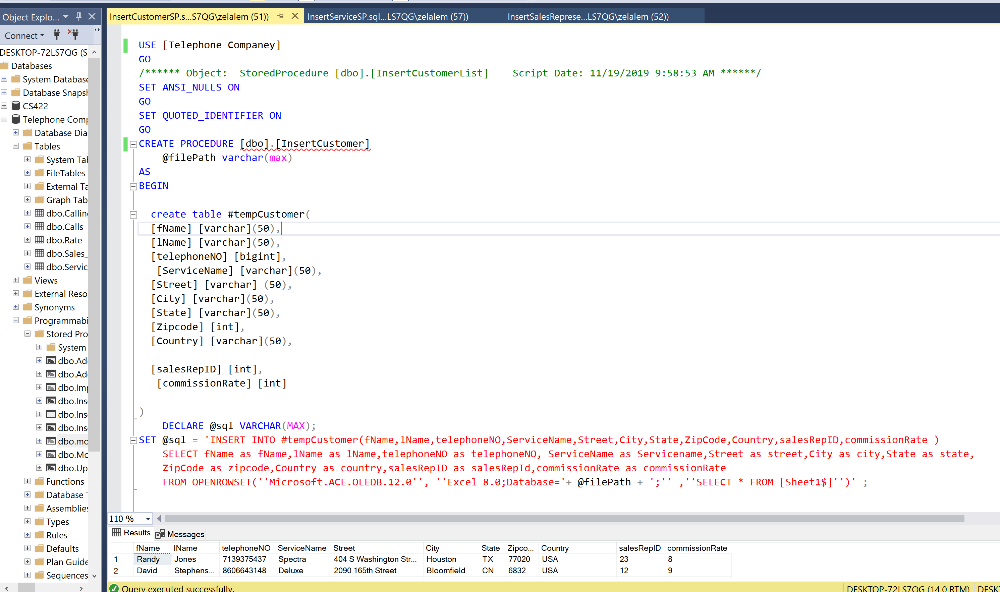 Object Explo...
InsertCustomerSP.s...S7QG\zelalem (51))
InsertServiceSP.sql...LS7QG\zelalem (57))
InsertSalesReprese...LS7QG\zelalem (52))
Connect
DESKTOP-72LS7QG (S
Databases
System Database
Database Snapsh
CS422
Telephone Comp
Database Dia
Tables
System Tab
FileTables
External Ta
Graph Tab
dbo.Calling
dbo.Calls
dbo.Rate
dbo.Sales_
dbo.Servic
Views
External Reso
Synonyms
Programmabi
Stored Pro
System
dbo.Ad
dbo.Ad
dbo.Imp
dbo.Ins
dbo.Ins
dbo.Ins
dbo.mo
dbo.Mo
dbo.Up
Functions
Database T
Assemblies
Types
Rules
Defaults
Plan Guide
Sequences
USE [Telephone Companey]
GO
/****** Object:  StoredProcedure [dbo].[InsertCustomerList]    Script Date: 11/19/2019 9:58:53 AM ******/
SET ANSI_NULLS ON
GO
SET QUOTED_IDENTIFIER ON
GO
CREATE PROCEDURE [dbo].[InsertCustomer]
@filePath varchar(max)
AS
BEGIN
create table #tempCustomer(
[fName] [varchar](50),
[lName] [varchar](50),
[telephoneNO] [bigint],
[ServiceName] [varchar](50),
[Street] [varchar] (50),
[City] [varchar](50),
[State] [varchar](50),
[Zipcode] [int],
[Country] [varchar](50),
[salesRepID] [int],
[commissionRate] [int]
)
DECLARE @sql VARCHAR(MAX);
SET @sql = 'INSERT INTO #tempCustomer(fName,lName,telephoneNO,ServiceName,Street,City,State,ZipCode,Country,salesRepID,commissionRate )
SELECT fName as fName,lName as lName,telephoneNO as telephoneNO, ServiceName as Servicename,Street as street,City as city,State as state,
ZipCode as zipcode,Country as country,salesRepID as salesRepId,commissionRate as commissionRate
FROM OPENROWSET(''Microsoft.ACE.OLEDB.12.0'', ''Excel 8.0;Database='+ @filePath + ';'' ,''SELECT * FROM [Sheet1$]'')' ;
110 %
Results Messages
fName lName telephoneNO ServiceName Street City State Zipco... Country salesRepID commissionRate
1 Randy Jones 7139375437 Spectra 404 S Washington Str... Houston TX 77020 USA 23 8
2 David Stephens... 8606643148 Deluxe 2090 165th Street Bloomfield CN 6832 USA 12 9
Query executed successfully.
DESKTOP-72LS7QG (14.0 RTM)
DESKT